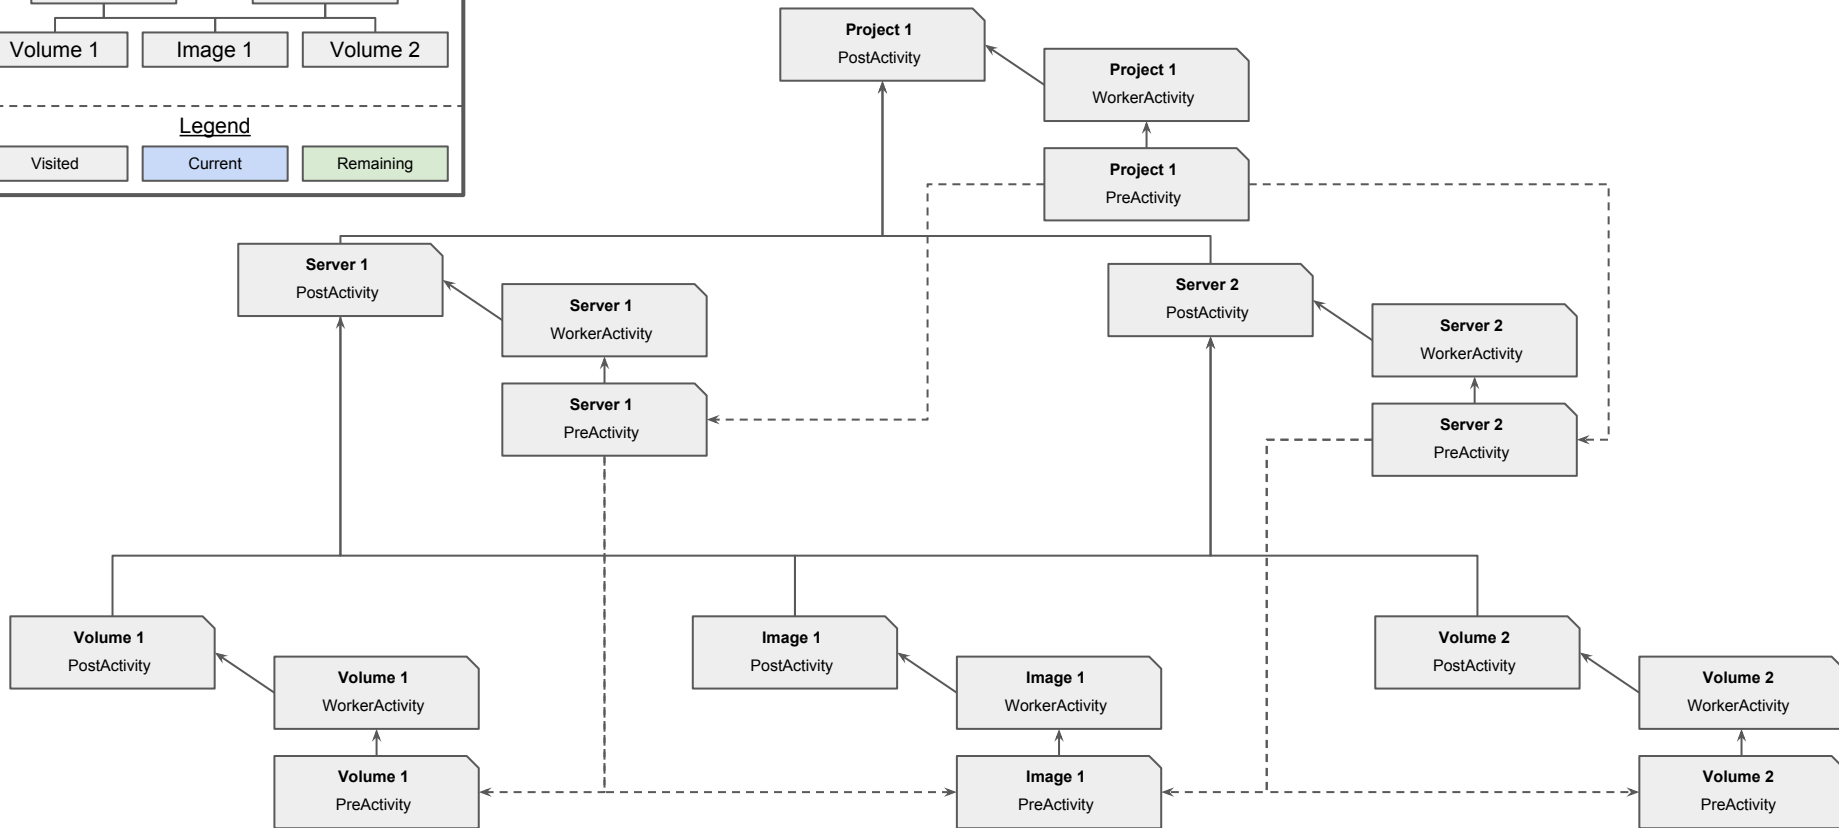 Volume 1
Image 1
Volume 2
Legend
Visited
Current
Remaining
Project 1
PostActivity
Project 1
WorkerActivity
Project 1
PreActivity
Server 1
PostActivity
Server 1
WorkerActivity
Server 1
PreActivity
Server 2
PostActivity
Server 2
WorkerActivity
Server 2
PreActivity
Volume 1
PostActivity
Volume 1
WorkerActivity
Volume 1
PreActivity
Image 1
PostActivity
Image 1
WorkerActivity
Image 1
PreActivity
Volume 2
PostActivity
Volume 2
WorkerActivity
Volume 2
PreActivity